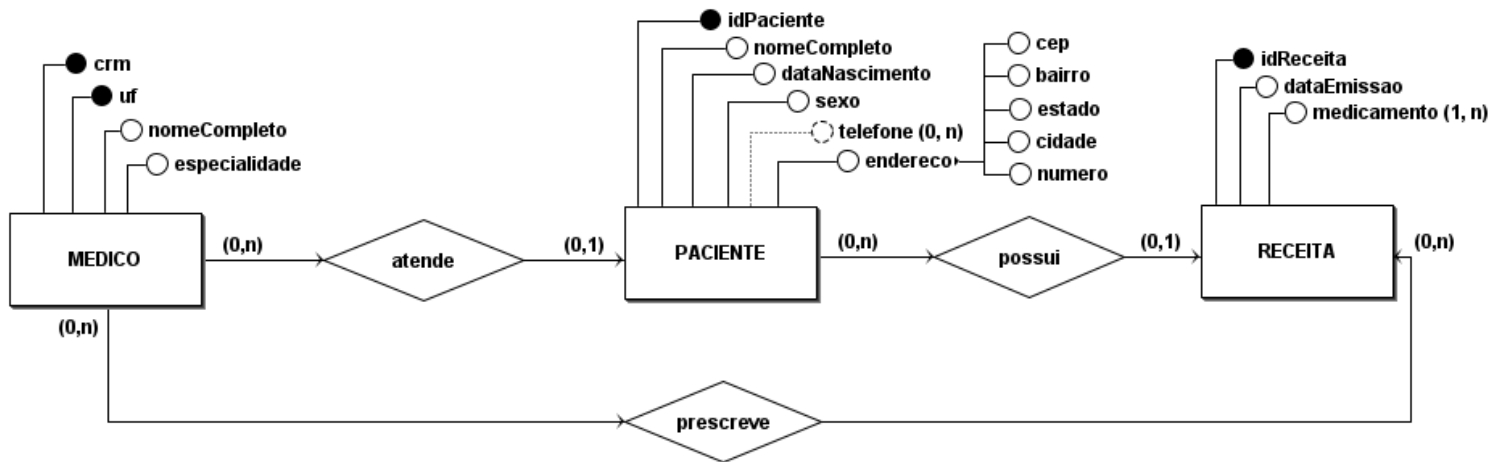 crm
uf
nomeCompleto
especialidade
MEDICO
(0,n)
(0,n)
atende
(0,1)
idPaciente
nomeCompleto
dataNascimento
sexo
telefone (0, n)
endereco
cep
bairro
estado
cidade
numero
PACIENTE
(0,n)
possui
(0,1)
idReceita
dataEmissao
medicamento (1, n)
RECEITA
(0,n)
prescreve